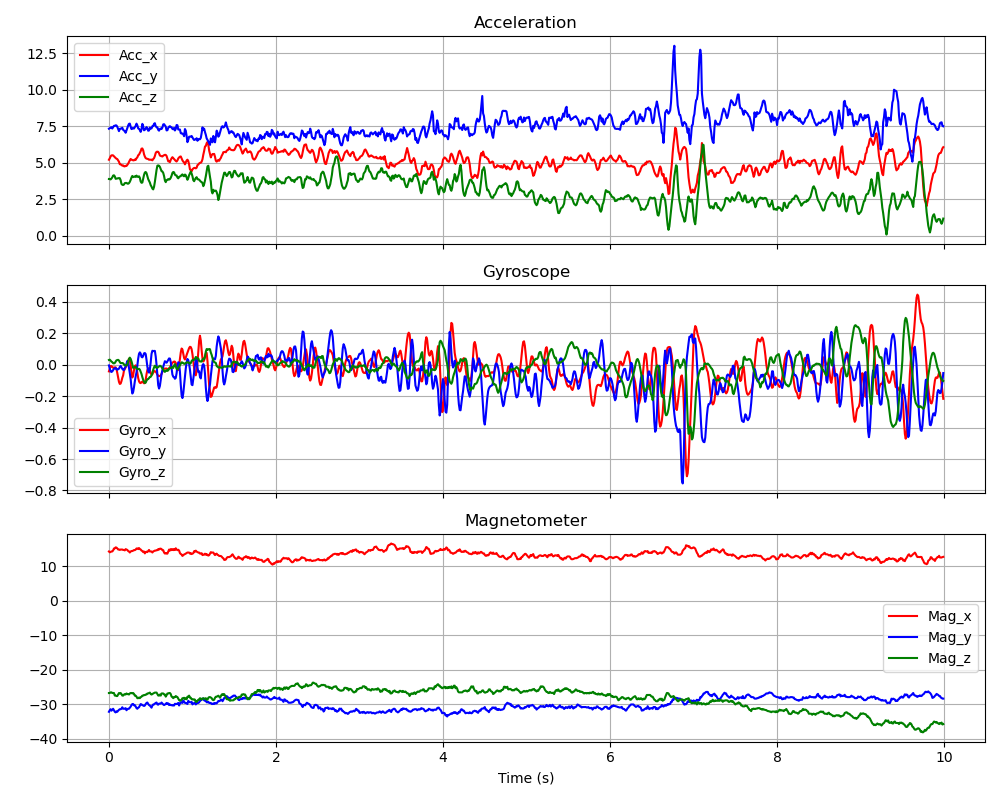 Acceleration
12.5
10.0
7.5
5.0
2.5
0.0
Acc_x
Acc_y
Acc_z
Gyroscope
0.4
0.2
0.0
−0.2
−0.4
−0.6
−0.8
Gyro_x
Gyro_y
Gyro_z
Magnetometer
10
0
−10
−20
−30
−40
Mag_x
Mag_y
Mag_z
0 2 4 6 8 10
Time (s)